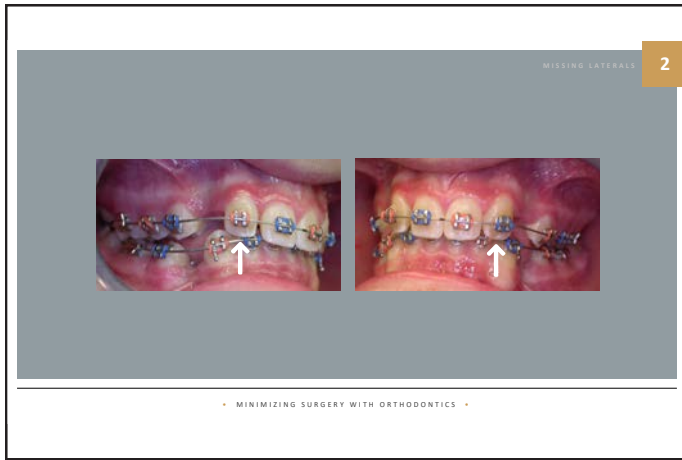 MISSING LATERALS 2
• MINIMIZING SURGERY WITH ORTHODONTICS •